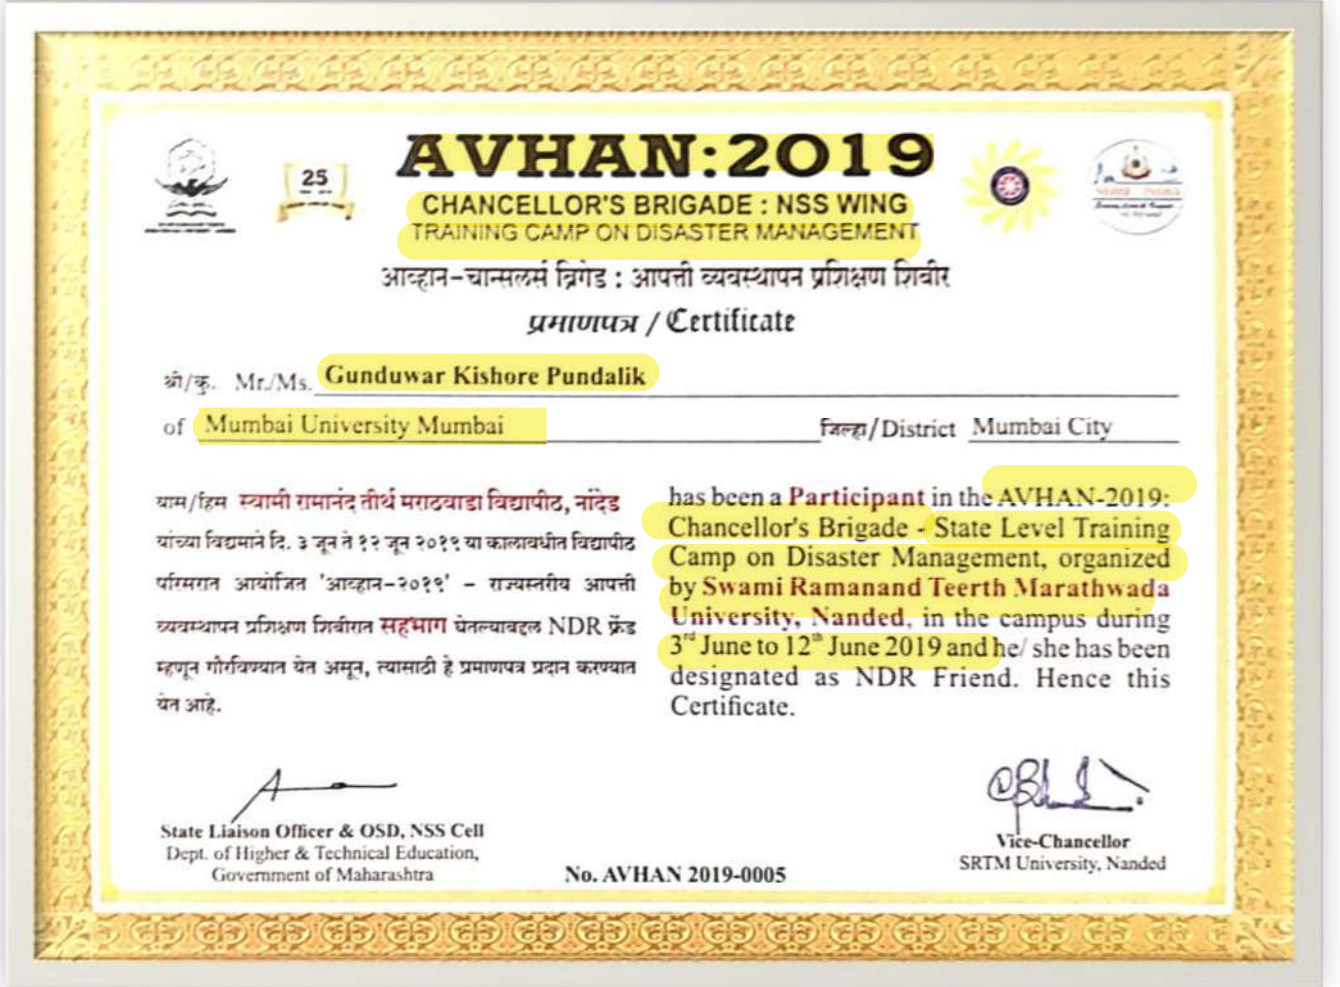 AVHAN:2019
25
CHANCELLOR'S BRIGADE : NSS WING
TRAINING CAMP ON DISASTER MANAGEMENT
आव्हान-चान्सलर्स ब्रिगेड : आपत्ती व्यवस्थापन प्रशिक्षण शिबीर
प्रमाणपत्र / Certificate
श्री/कु. Mr./Ms. Gunduwar Kishore Pundalik
of Mumbai University Mumbai जिल्हा/District Mumbai City
यास/हिस स्वामी रामानंद तीर्थ मराठवाडा विद्यापीठ, नांदेड
यांच्या विद्यमाने दि. ३ जून ते १२ जून २०१९ या कालावधीत विद्यापीठ
परिसरात आयोजित 'आव्हान-२०१९' - राज्यस्तरीय आपत्ती
व्यवस्थापन प्रशिक्षण शिबीरात सहभाग घेतल्याबद्दल NDR फ्रेंड
म्हणून गौरविण्यात येत असून, त्यासाठी हे प्रमाणपत्र प्रदान करण्यात
येत आहे.
has been a Participant in the AVHAN-2019:
Chancellor's Brigade - State Level Training
Camp on Disaster Management, organized
by Swami Ramanand Teerth Marathwada
University, Nanded, in the campus during
3rd June to 12th June 2019 and he/ she has been
designated as NDR Friend. Hence this
Certificate.
State Liaison Officer & OSD, NSS Cell
Dept. of Higher & Technical Education,
Government of Maharashtra
No. AVHAN 2019-0005
Vice-Chancellor
SRTM University, Nanded